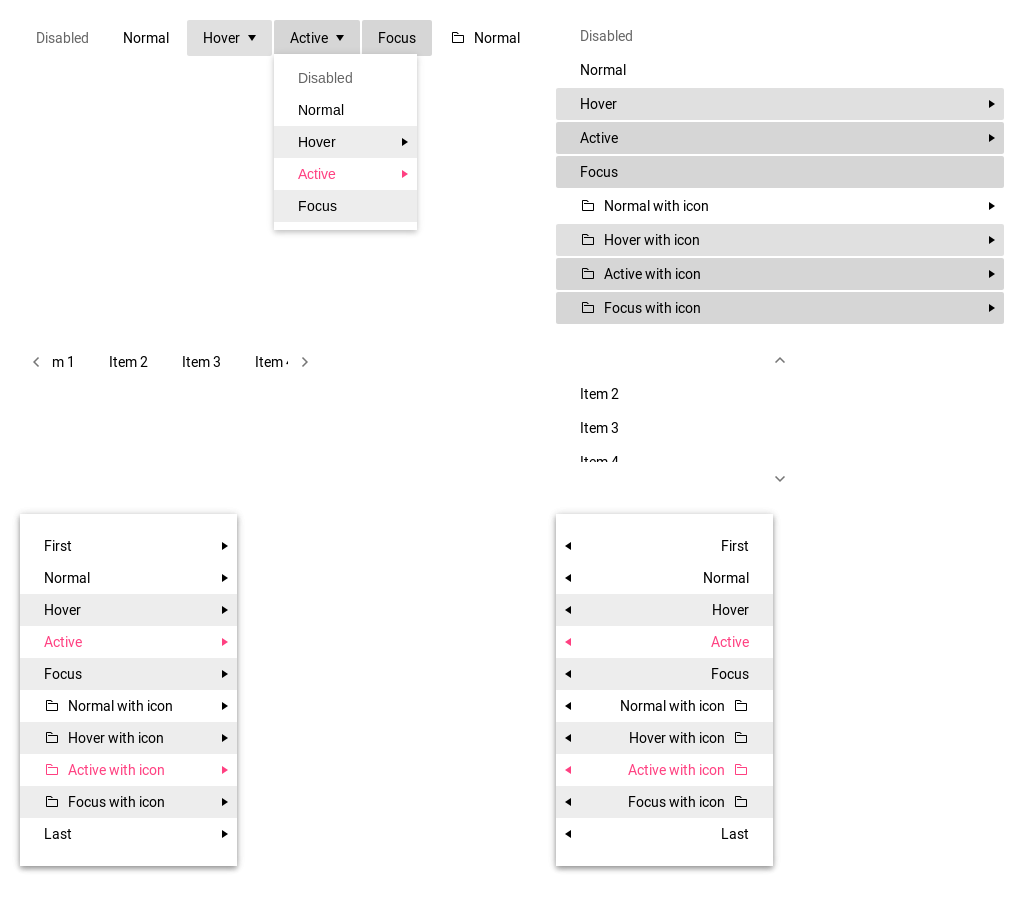 Disabled Normal Hover Active Focus Normal
Disabled
Normal
Hover
Active
Focus
Disabled
Normal
Hover
Active
Focus
Normal with icon
Hover with icon
Active with icon
Focus with icon
m 1 Item 2 Item 3 Item 4
Item 2
Item 3
Item 4
First
Normal
Hover
Active
Focus
Normal with icon
Hover with icon
Active with icon
Focus with icon
Last
First
Normal
Hover
Active
Focus
Normal with icon
Hover with icon
Active with icon
Focus with icon
Last